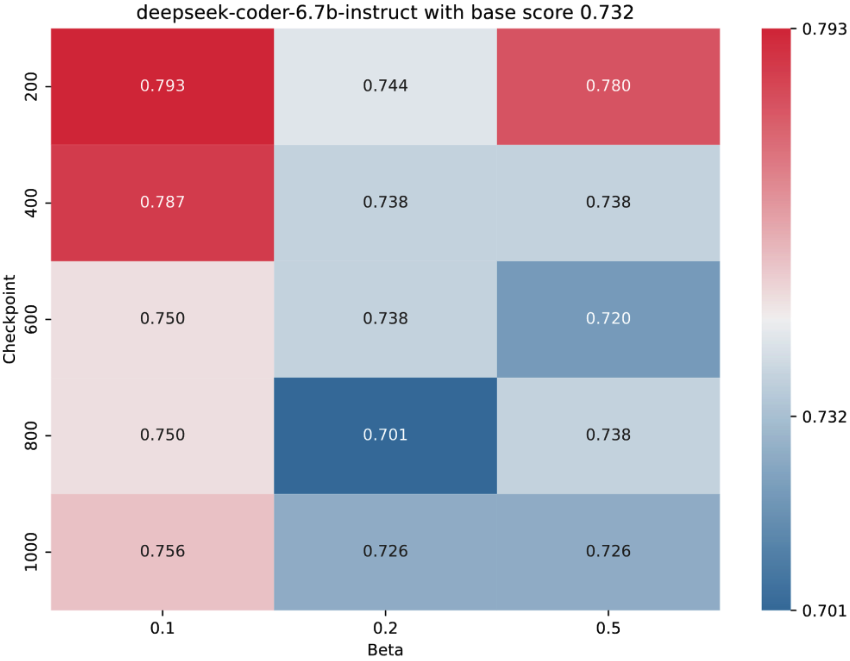 deepseek-coder-6.7b-instruct with base score 0.732
200 0.793 0.744 0.780
400 0.787 0.738 0.738
600 0.750 0.738 0.720
800 0.750 0.701 0.738
1000 0.756 0.726 0.726
0.1 0.2 0.5
Beta
Checkpoint
0.793
0.732
0.701